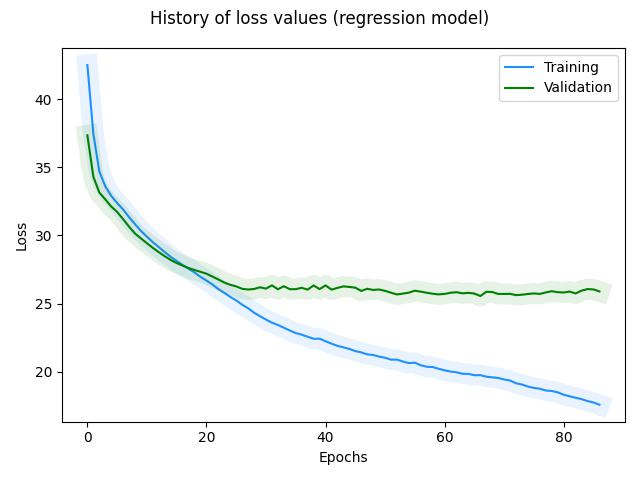 History of loss values (regression model)
Training
Validation
40
35
30
25
20
Loss
0
20
40
60
80
Epochs